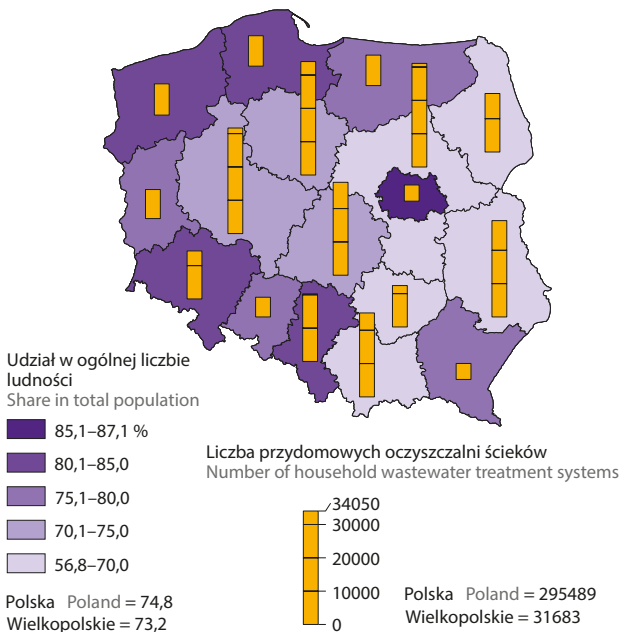 Udział w ogólnej liczbie
ludności
Share in total population
85,1–87,1 %
80,1–85,0
75,1–80,0
70,1–75,0
56,8–70,0
Polska Poland = 74,8
Wielkopolskie = 73,2
Liczba przydomowych oczyszczalni ścieków
Number of household wastewater treatment systems
34050
30000
20000
10000
0
Polska Poland = 295489
Wielkopolskie = 31683